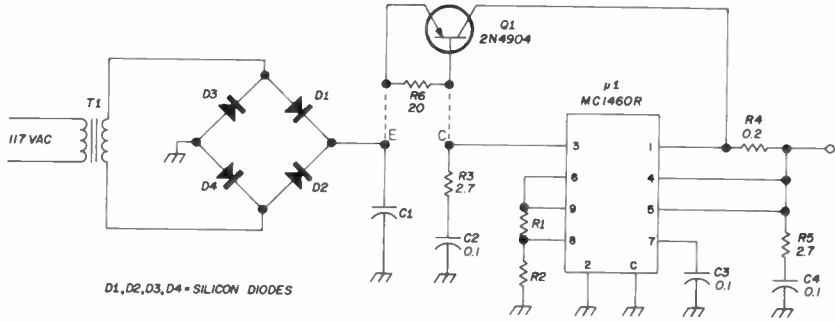 Q1
2N4904
D3
D1
T1
R6
20
μ1
MC1460R
117 VAC
E
C
R4
0.2
3
1
D4
D2
R3
2.7
6
4
C1
9
5
R1
8
7
R5
2.7
C2
0.1
R2
2
C
C3
0.1
C4
0.1
D1, D2, D3, D4 = SILICON DIODES